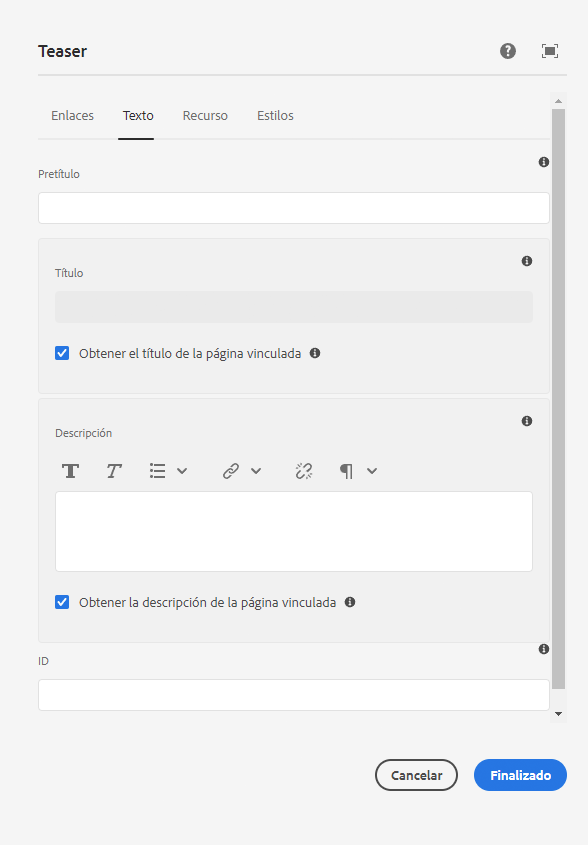 Teaser
Enlaces Texto Recurso Estilos
Pretítulo
Título
Obtener el título de la página vinculada
Descripción
Obtener la descripción de la página vinculada
ID
Cancelar Finalizado